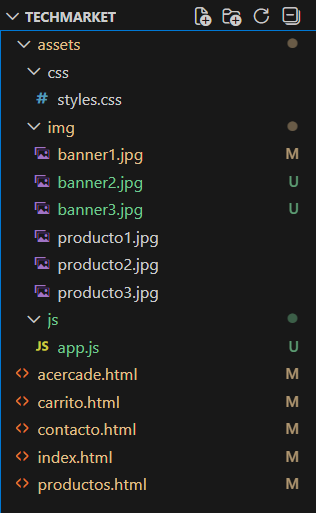 TECHMARKET
assets
css
# styles.css
img
banner1.jpg M
banner2.jpg U
banner3.jpg U
producto1.jpg
producto2.jpg
producto3.jpg
js
JS app.js U
<> acercade.html M
<> carrito.html M
<> contacto.html M
<> index.html M
<> productos.html M